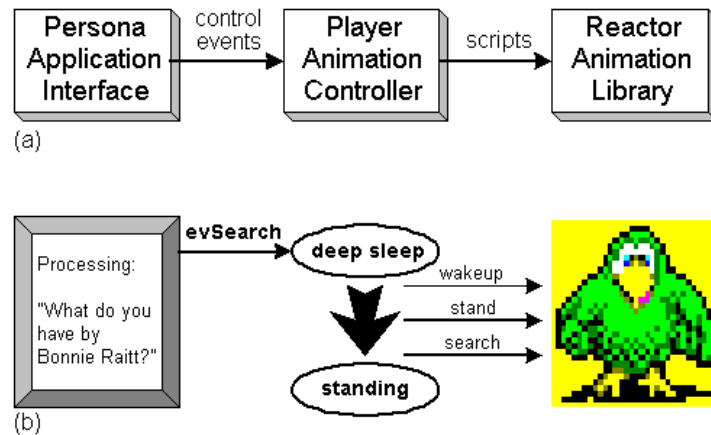 Persona
Application
Interface
control
events
Player
Animation
Controller
scripts
Reactor
Animation
Library
(a)
Processing:
"What do you
have by
Bonnie Raitt?"
evSearch
deep sleep
wakeup
stand
search
standing
(b)